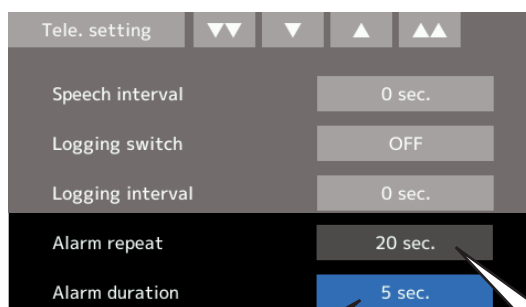 Tele. setting ▼▼ ▼ ▲ ▲▲
Speech interval 0 sec.
Logging switch OFF
Logging interval 0 sec.
Alarm repeat 20 sec.
Alarm duration 5 sec.